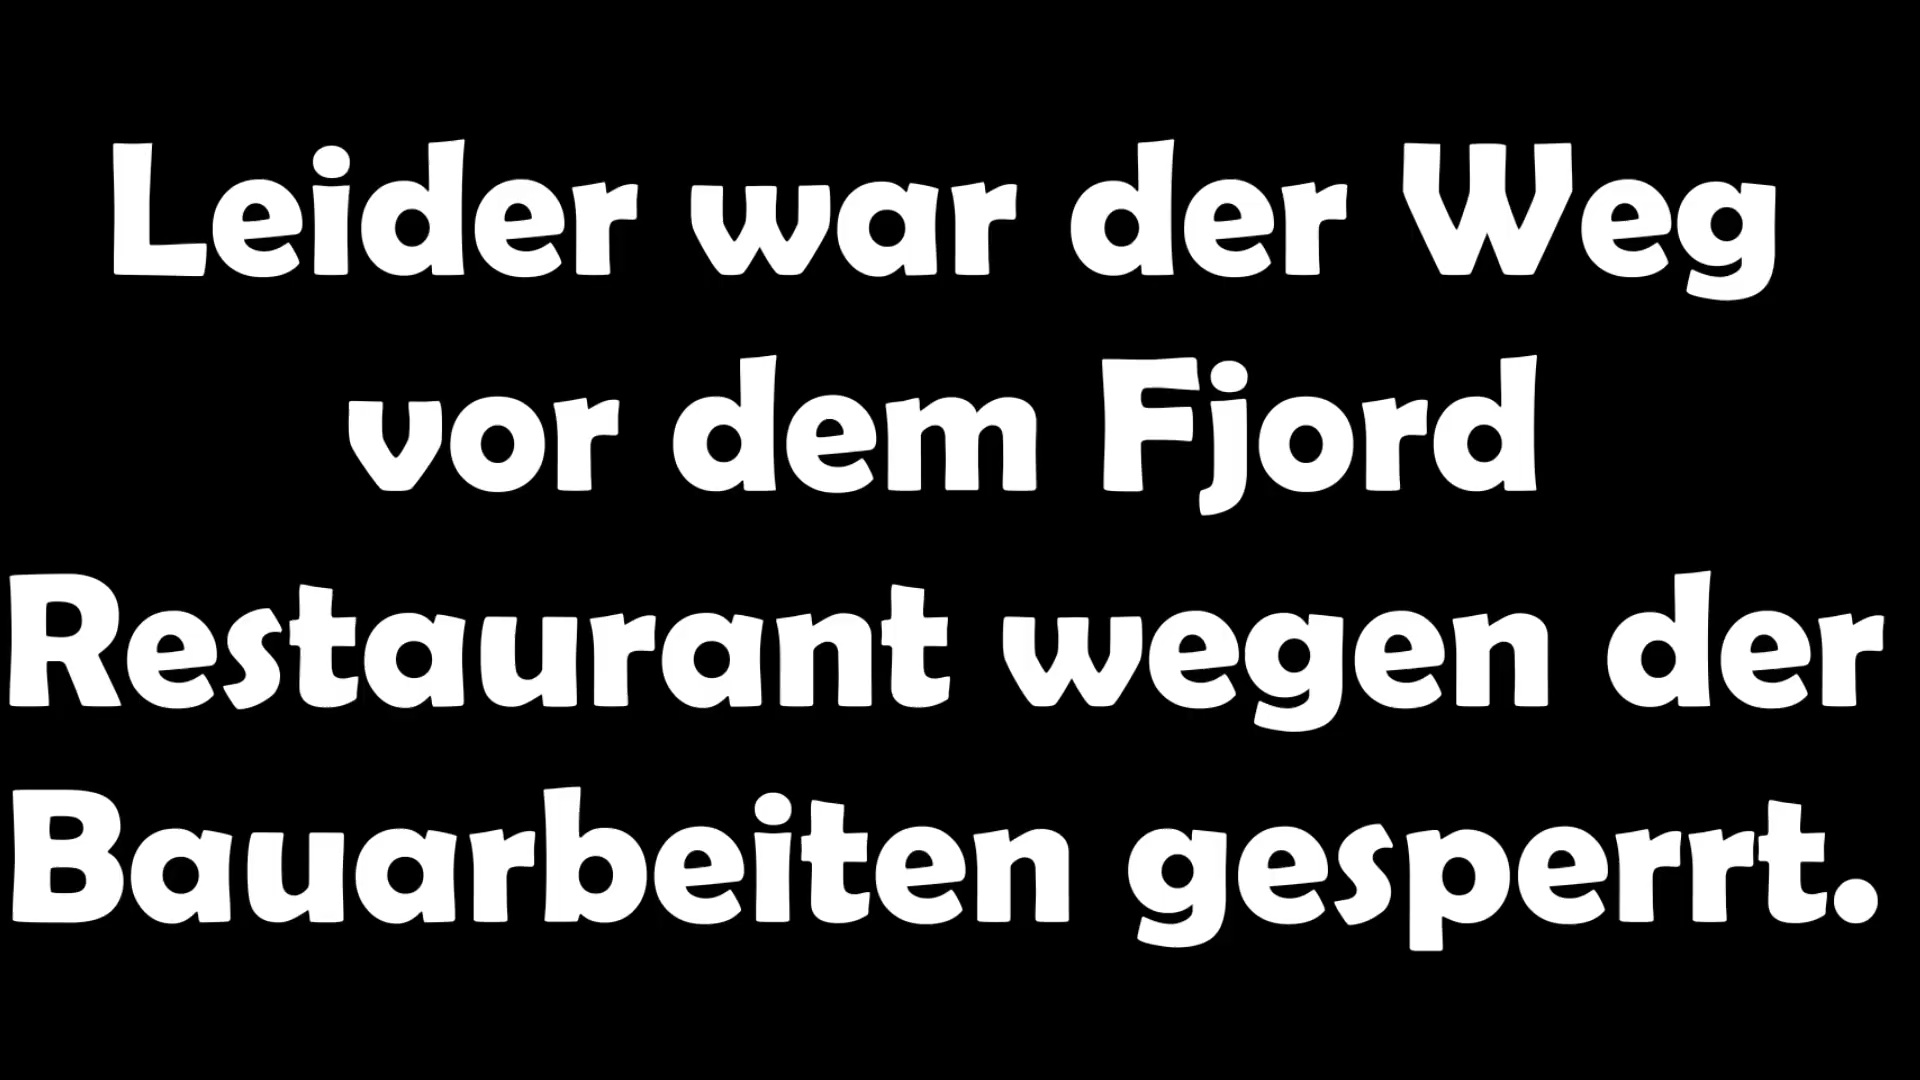 Leider war der Weg
vor dem Fjord
Restaurant wegen der
Bauarbeiten gesperrt.